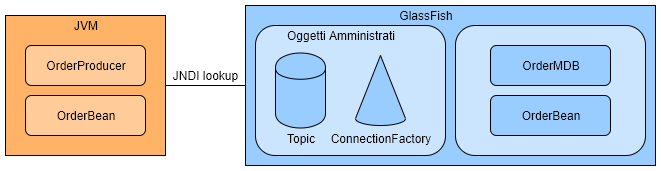 JVM
OrderProducer
OrderBean
JNDI lookup
GlassFish
Oggetti Amministrati
Topic
ConnectionFactory
OrderMDB
OrderBean